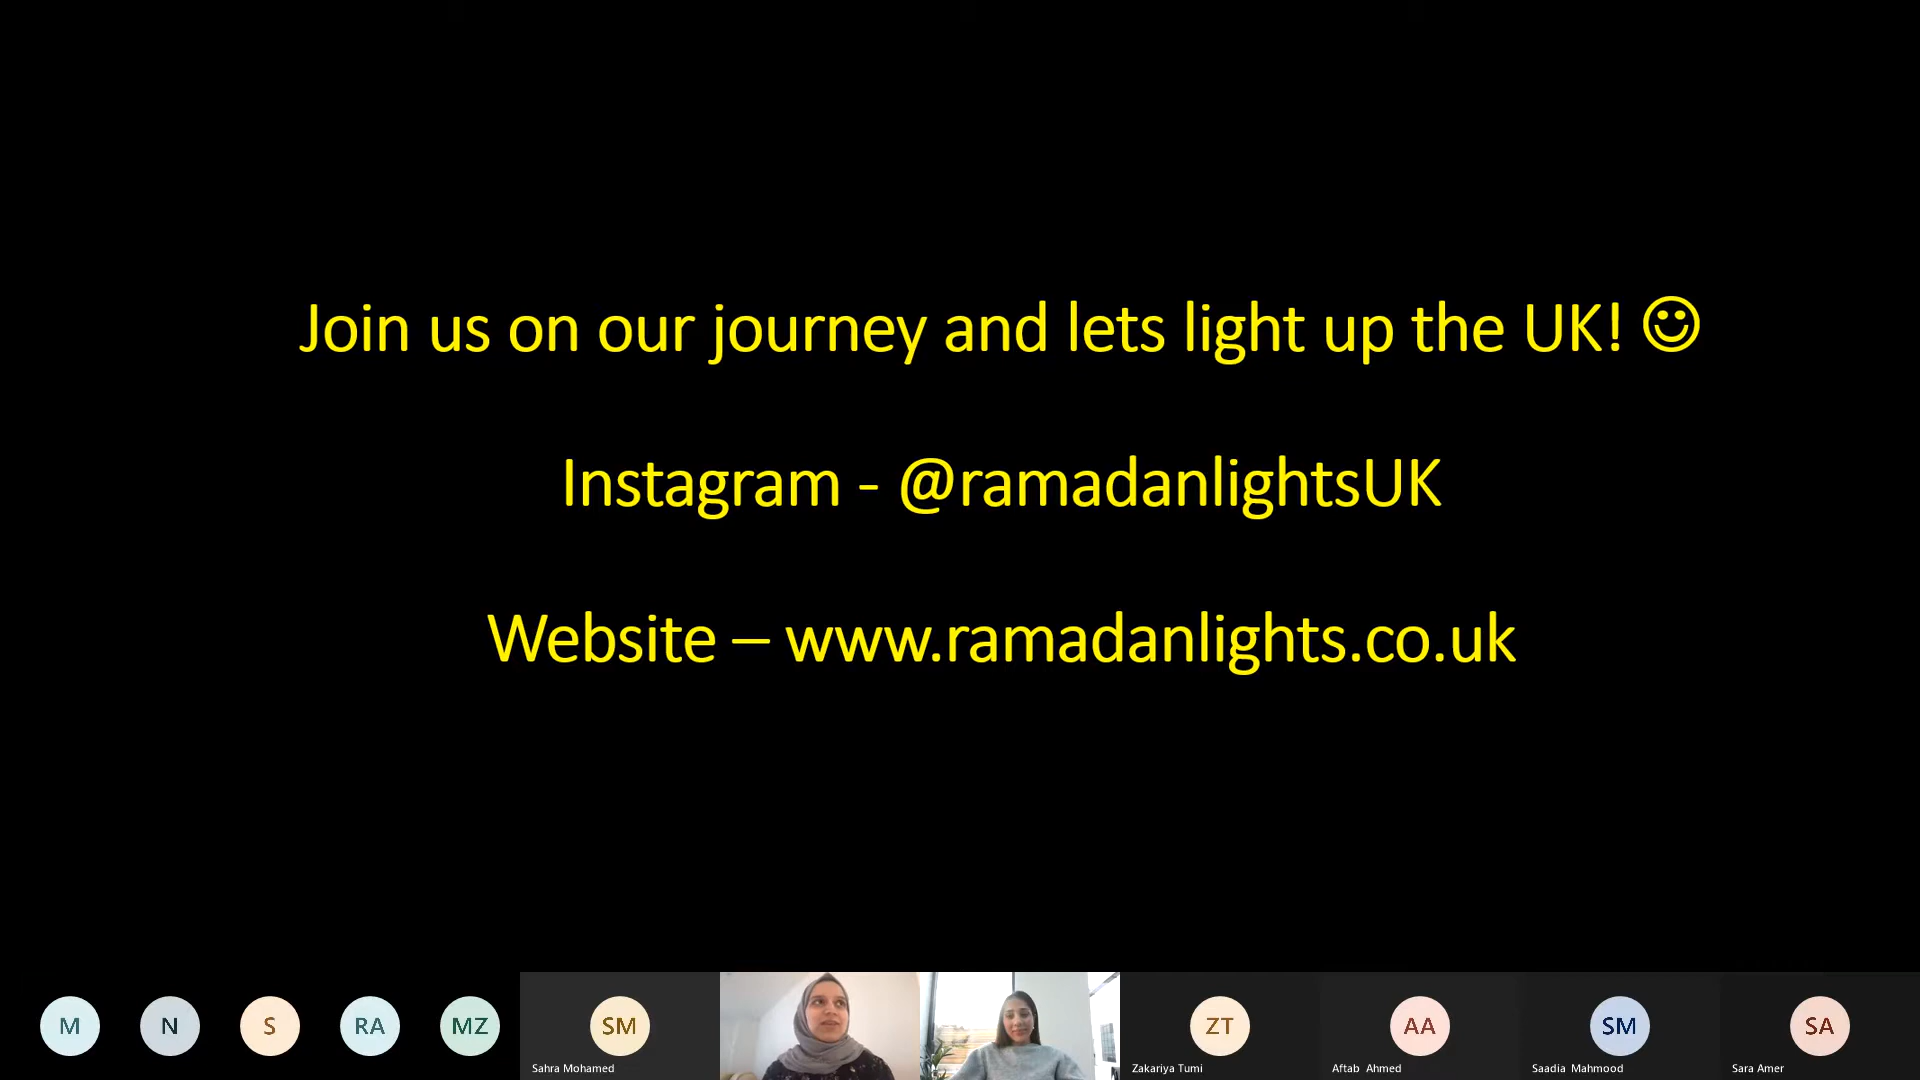 Join us on our journey and lets light up the UK! ☺
Instagram - @ramadanlightsUK
Website – www.ramadanlights.co.uk
M
N
S
RA
MZ
SM
Sahra Mohamed
ZT
Zakariya Tumi
AA
Aftab Ahmed
SM
Saadia Mahmood
SA
Sara Amer